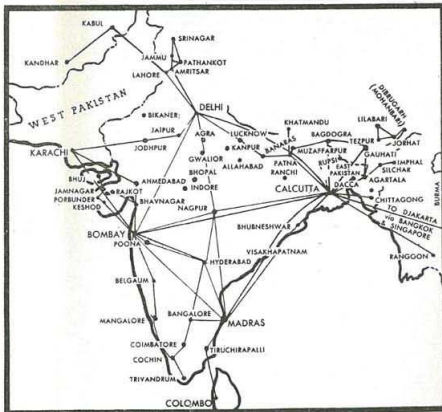 KABUL
SRINAGAR
KANDHAR
JAMMU
PATHANKOT
LAHORE
AMRITSAR
WEST PAKISTAN
DELHI
DIBRUGARH
(MOHANBARI)
BIKANER
KHATMANDU
LILABARI
JAIPUR
AGRA
LUCKNOW
BANARAS
BAGDOGRA
TEZPUR
JORHAT
KARACHI
JODHPUR
GWALIOR
KANPUR
PATNA
MUZAFFARPUR
RUPSI
GAUHATI
BHUJ
AHMEDABAD
BHOPAL
ALLAHABAD
RANCHI
EAST
PAKISTAN
IMPHAL
SILCHAR
JAMNAGAR
RAJKOT
INDORE
CALCUTTA
DACCA
AGARTALA
BURMA
PORBUNDER
BHAVNAGAR
KESHOD
NAGPUR
CHITTAGONG
BOMBAY
BHUBNESHWAR
TO DJAKARTA
via BANGKOK
& SINGAPORE
POONA
HYDERABAD
VISAKHAPATNAM
RANGGON
BELGAUM
MANGALORE
BANGALORE
MADRAS
COIMBATORE
COCHIN
TIRUCHIRAPALLI
TRIVANDRUM
COLOMBO